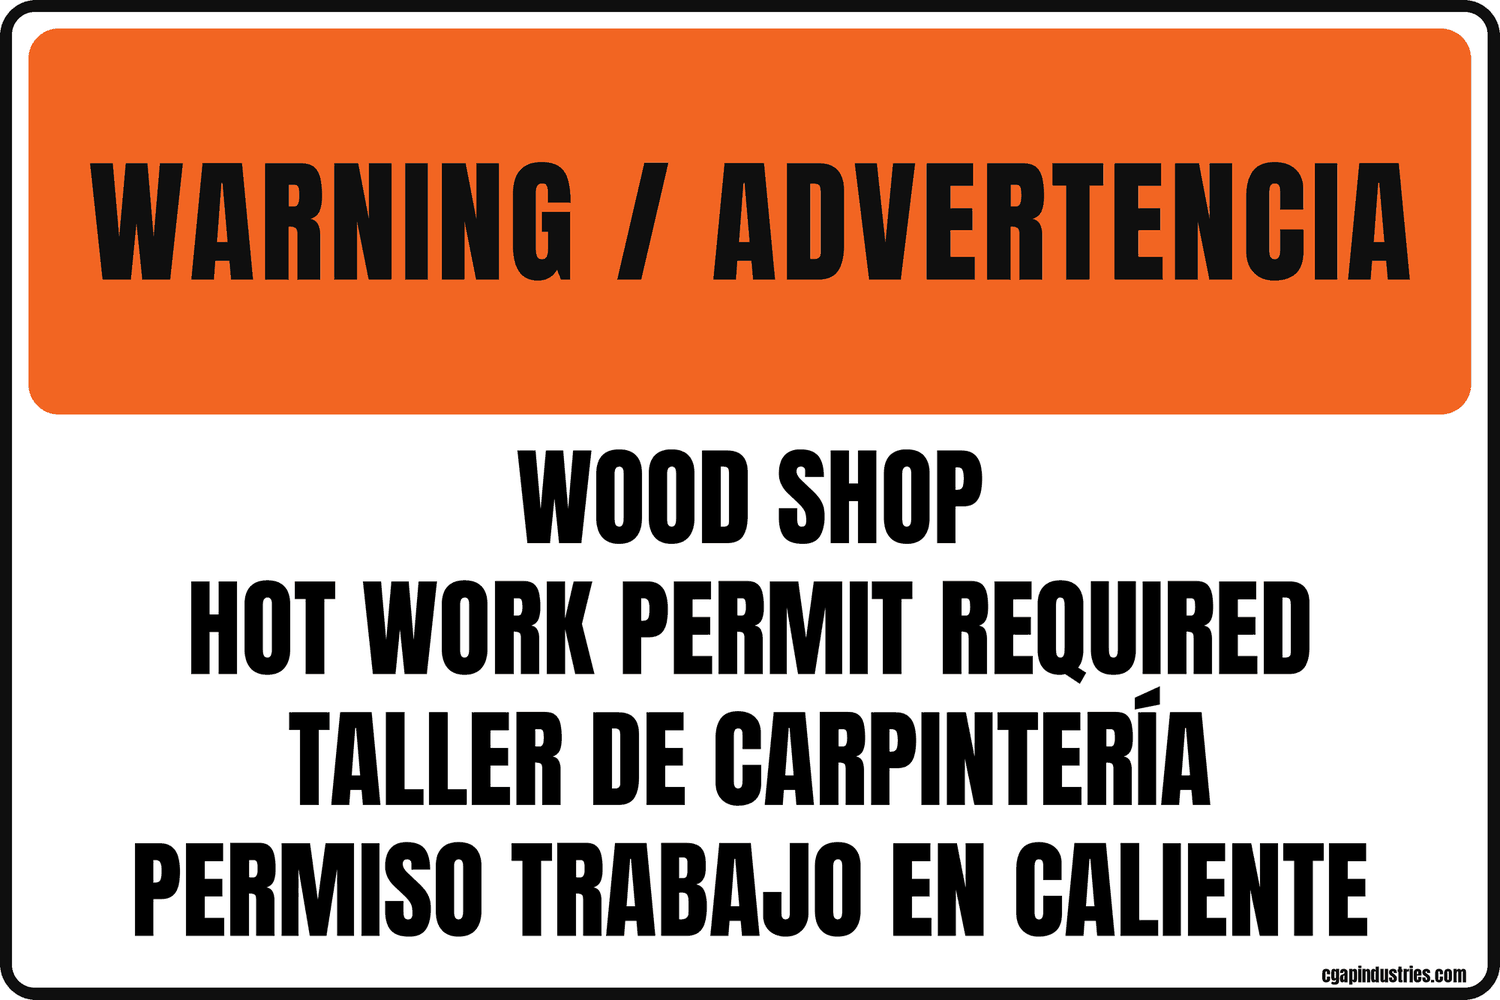 WARNING / ADVERTENCIA
WOOD SHOP
HOT WORK PERMIT REQUIRED
TALLER DE CARPINTERÍA
PERMISO TRABAJO EN CALIENTE
cgapindustries.com